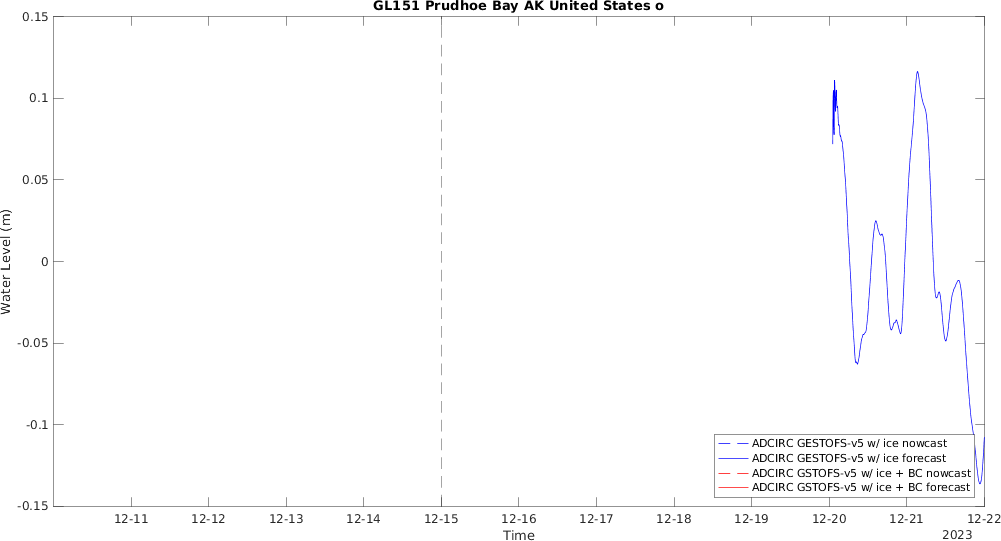 GL151 Prudhoe Bay AK United States o
0.15
0.1
0.05
0
-0.05
-0.1
-0.15
Water Level (m)
12-11 12-12 12-13 12-14 12-15 12-16 12-17 12-18 12-19 12-20 12-21 12-22
Time
2023
ADCIRC GESTOFS-v5 w/ ice nowcast
ADCIRC GESTOFS-v5 w/ ice forecast
ADCIRC GSTOFS-v5 w/ ice + BC nowcast
ADCIRC GSTOFS-v5 w/ ice + BC forecast